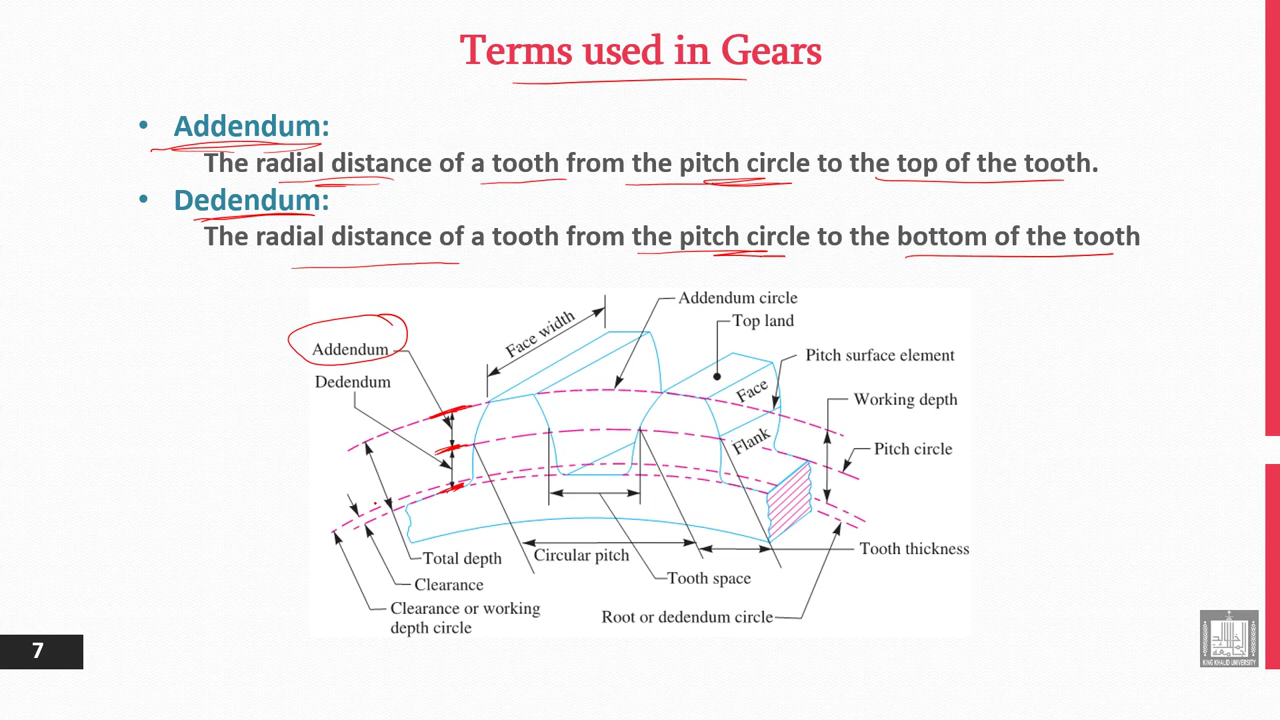 Terms used in Gears
• Addendum:
The radial distance of a tooth from the pitch circle to the top of the tooth.
• Dedendum:
The radial distance of a tooth from the pitch circle to the bottom of the tooth
Face width
Addendum circle
Top land
Addendum
Dedendum
Pitch surface element
Face
Working depth
Flank
Pitch circle
Total depth
Circular pitch
Tooth thickness
Clearance
Tooth space
Clearance or working
depth circle
Root or dedendum circle
7
KING KHALID UNIVERSITY